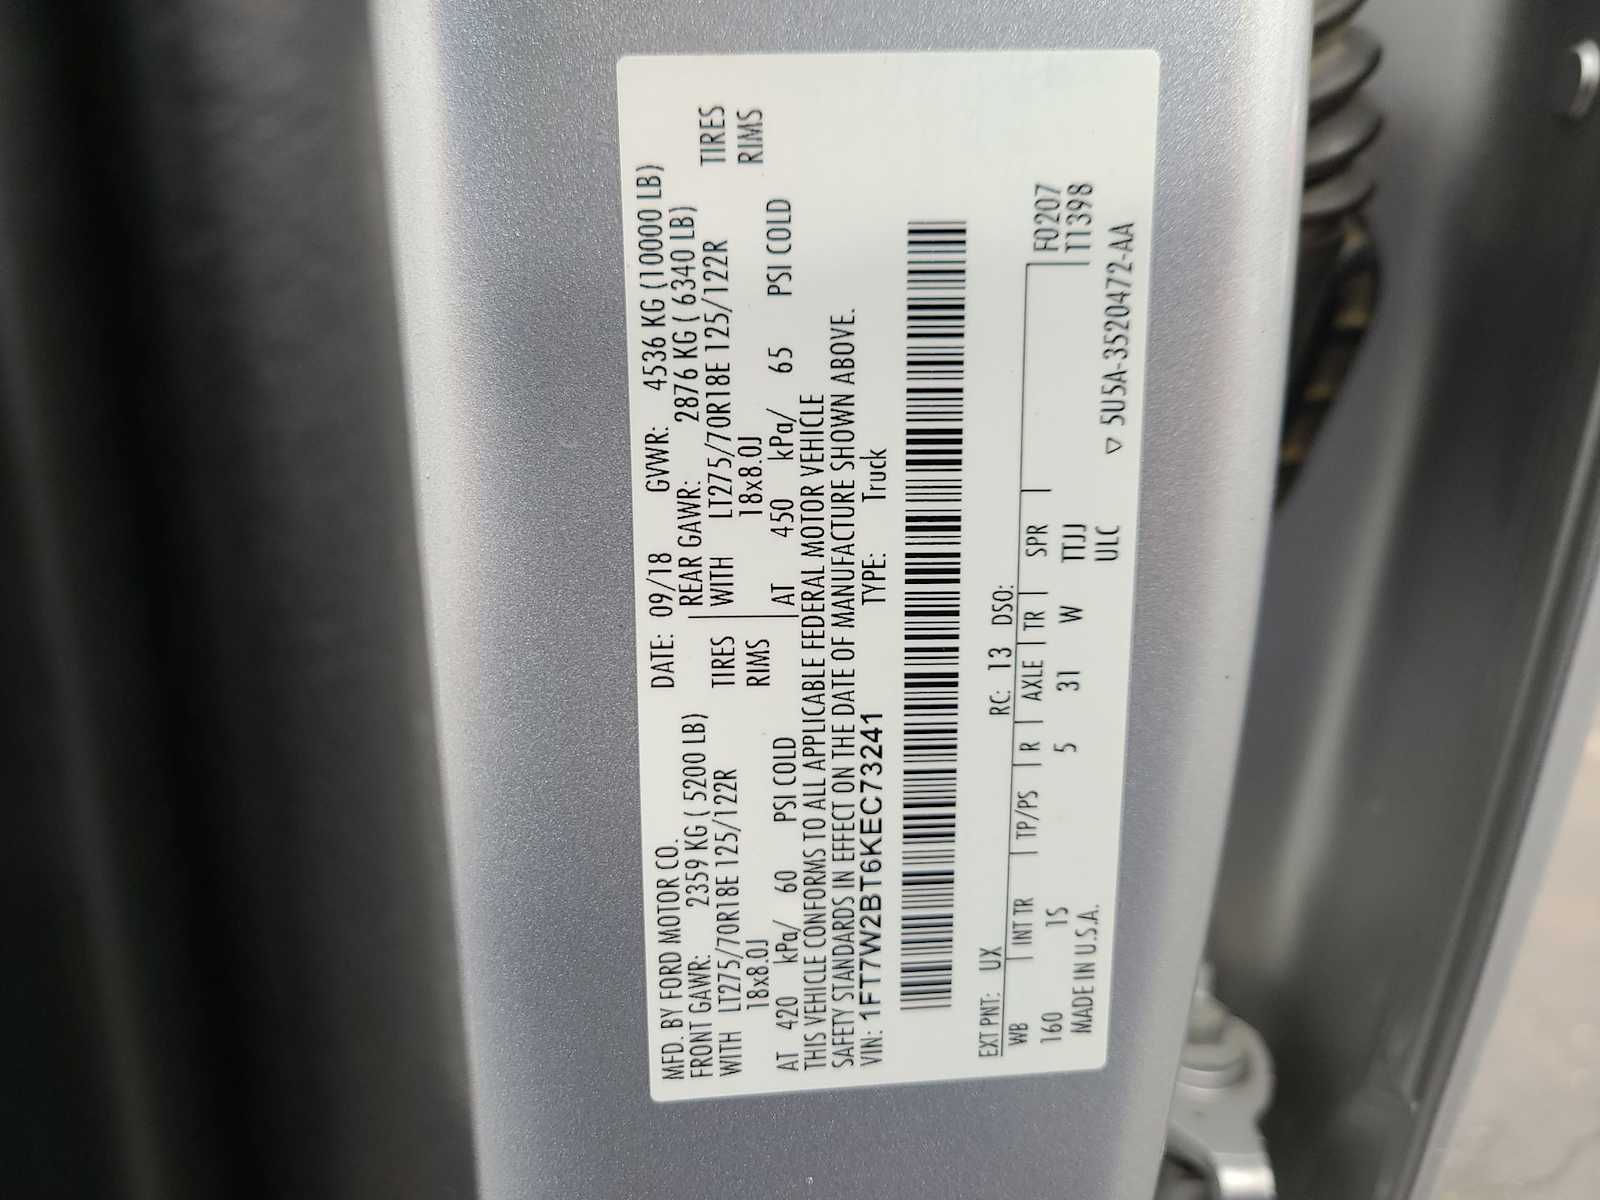 MFD. BY FORD MOTOR CO.
DATE: 09/18 GVWR: 4536 KG (10000 LB)
FRONT GAWR: 2359 KG ( 5200 LB) REAR GAWR: 2876 KG ( 6340 LB)
WITH LT275/70R18E 125/122R TIRES WITH LT275/70R18E 125/122R TIRES
18x8.0J RIMS 18x8.0J RIMS
AT 420 kPa/ 60 PSI COLD AT 450 kPa/ 65 PSI COLD
THIS VEHICLE CONFORMS TO ALL APPLICABLE FEDERAL MOTOR VEHICLE
SAFETY STANDARDS IN EFFECT ON THE DATE OF MANUFACTURE SHOWN ABOVE.
VIN: 1FT7W2BT6KEC73241 TYPE: Truck
EXT PNT: UX RC: 13 DSO:
WB INT TR TP/PS R AXLE TR SPR F0207
160 1S 5 31 W TTJJ T1398
MADE IN U.S.A. ULC ▽ 5U5A-3520472-AA